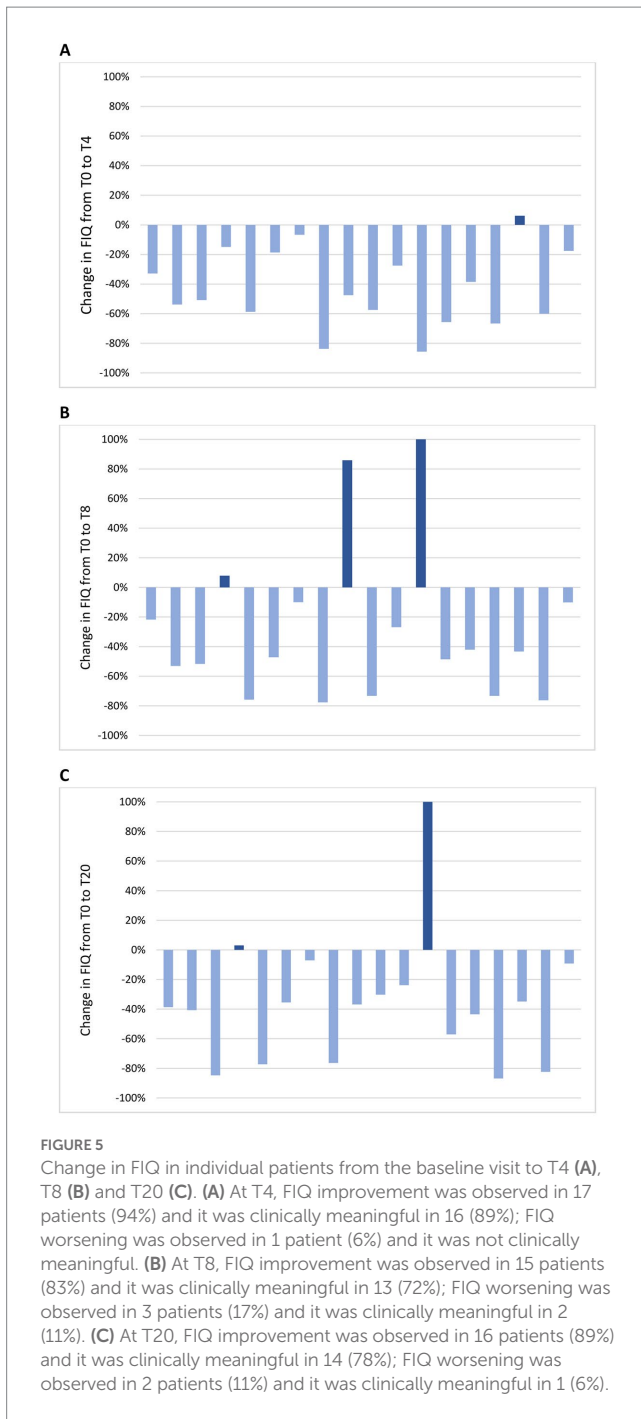 A
100%
80%
60%
40%
20%
0%
-20%
-40%
-60%
-80%
-100%
Change in FIQ from T0 to T4
B
100%
80%
60%
40%
20%
0%
-20%
-40%
-60%
-80%
-100%
Change in FIQ from T0 to T8
C
100%
80%
60%
40%
20%
0%
-20%
-40%
-60%
-80%
-100%
Change in FIQ from T0 to T20
FIGURE 5
Change in FIQ in individual patients from the baseline visit to T4 (A),
T8 (B) and T20 (C). (A) At T4, FIQ improvement was observed in 17
patients (94%) and it was clinically meaningful in 16 (89%); FIQ
worsening was observed in 1 patient (6%) and it was not clinically
meaningful. (B) At T8, FIQ improvement was observed in 15 patients
(83%) and it was clinically meaningful in 13 (72%); FIQ worsening was
observed in 3 patients (17%) and it was clinically meaningful in 2
(11%). (C) At T20, FIQ improvement was observed in 16 patients (89%)
and it was clinically meaningful in 14 (78%); FIQ worsening was
observed in 2 patients (11%) and it was clinically meaningful in 1 (6%).